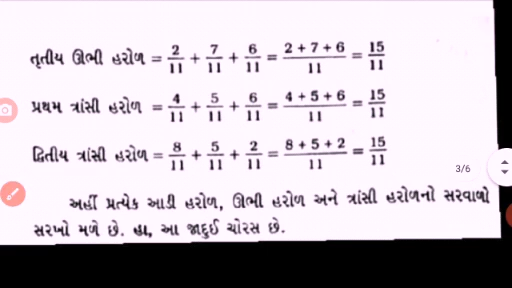 તૃતીય ઊભી હરોળ = 2/11 + 7/11 + 6/11 = (2 + 7 + 6)/11 = 15/11
પ્રથમ ત્રાંસી હરોળ = 4/11 + 5/11 + 6/11 = (4 + 5 + 6)/11 = 15/11
દ્વિતીય ત્રાંસી હરોળ = 8/11 + 5/11 + 2/11 = (8 + 5 + 2)/11 = 15/11
3/6
અહીં પ્રત્યેક આડી હરોળ, ઊભી હરોળ અને ત્રાંસી હરોળનો સરવાળો
સરખો મળે છે. હા, આ જાદુઈ ચોરસ છે.